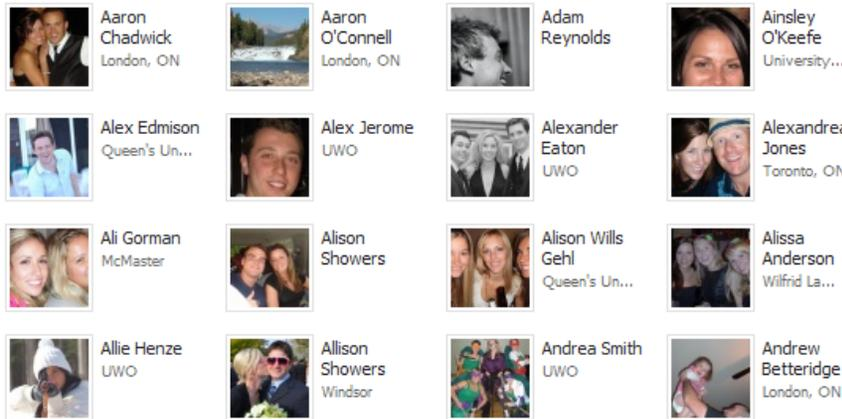 Aaron
Chadwick
London, ON
Aaron
O'Connell
London, ON
Adam
Reynolds
Ainsley
O'Keefe
University...
Alex Edmison
Queen's Un...
Alex Jerome
UWO
Alexander
Eaton
UWO
Alexandrea
Jones
Toronto, ON
Ali Gorman
McMaster
Alison
Showers
Alison Wills
Gehl
Queen's Un...
Alissa
Anderson
Wilfrid La...
Allie Henze
UWO
Allison
Showers
Windsor
Andrea Smith
UWO
Andrew
Betteridge
London, ON